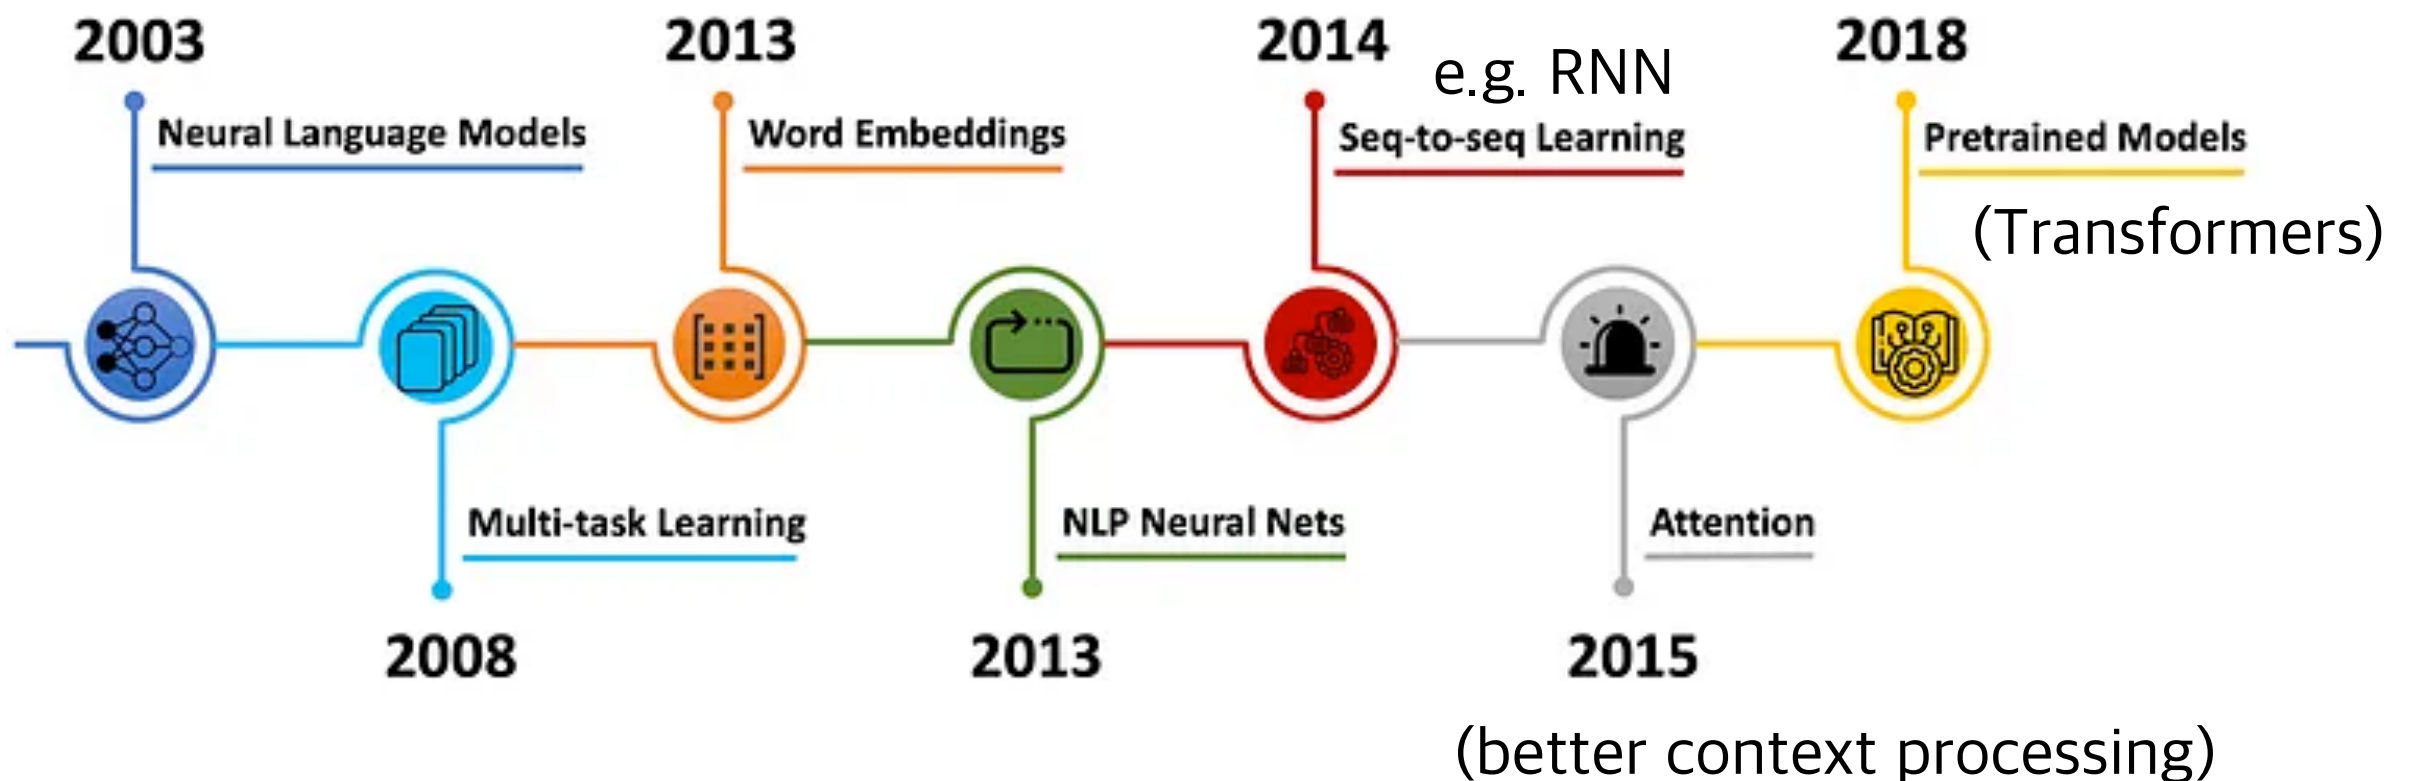 2003
Neural Language Models
2013
Word Embeddings
2014
e.g. RNN
Seq-to-seq Learning
2018
Pretrained Models
(Transformers)
Multi-task Learning
2008
NLP Neural Nets
2013
Attention
2015
(better context processing)